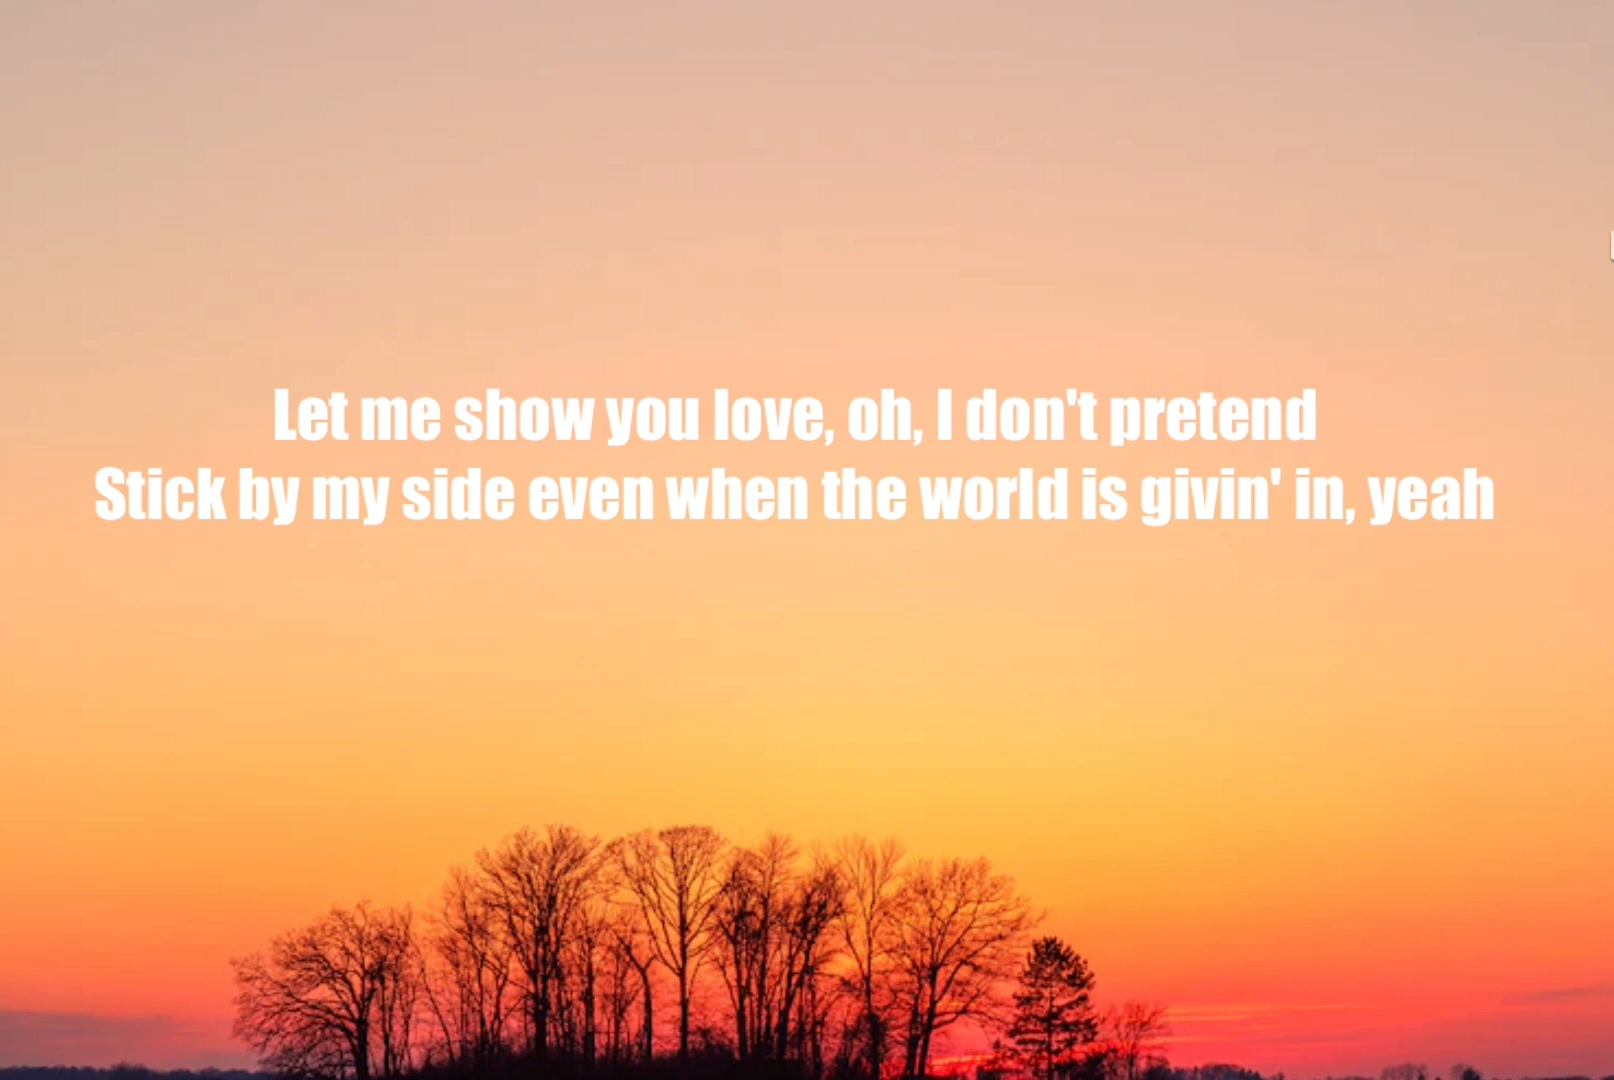 Let me show you love, oh, I don't pretend
Stick by my side even when the world is givin' in, yeah